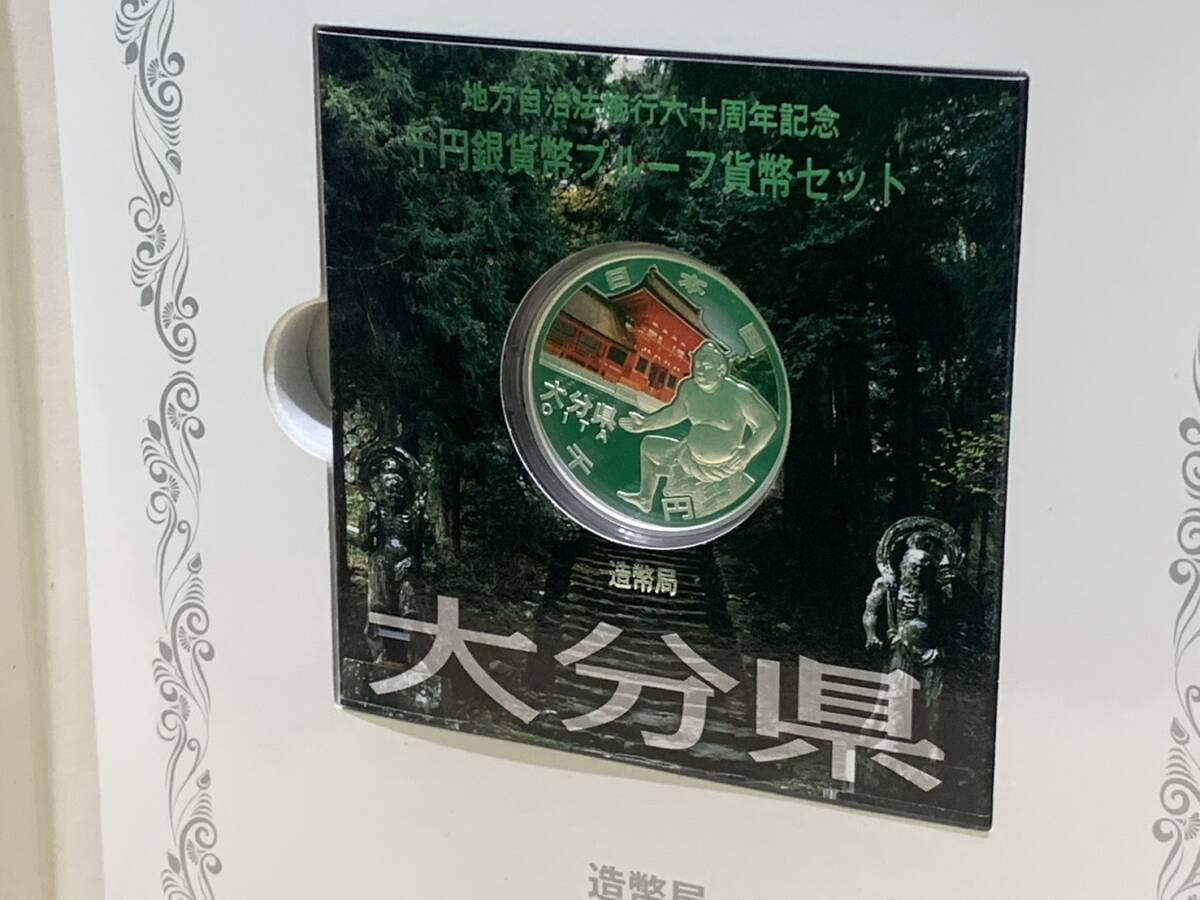 地方自治法施行六十周年記念
千円銀貨幣プルーフ貨幣セット
日本国
大分県
OITA
千
円
造幣局
大分県
造幣局